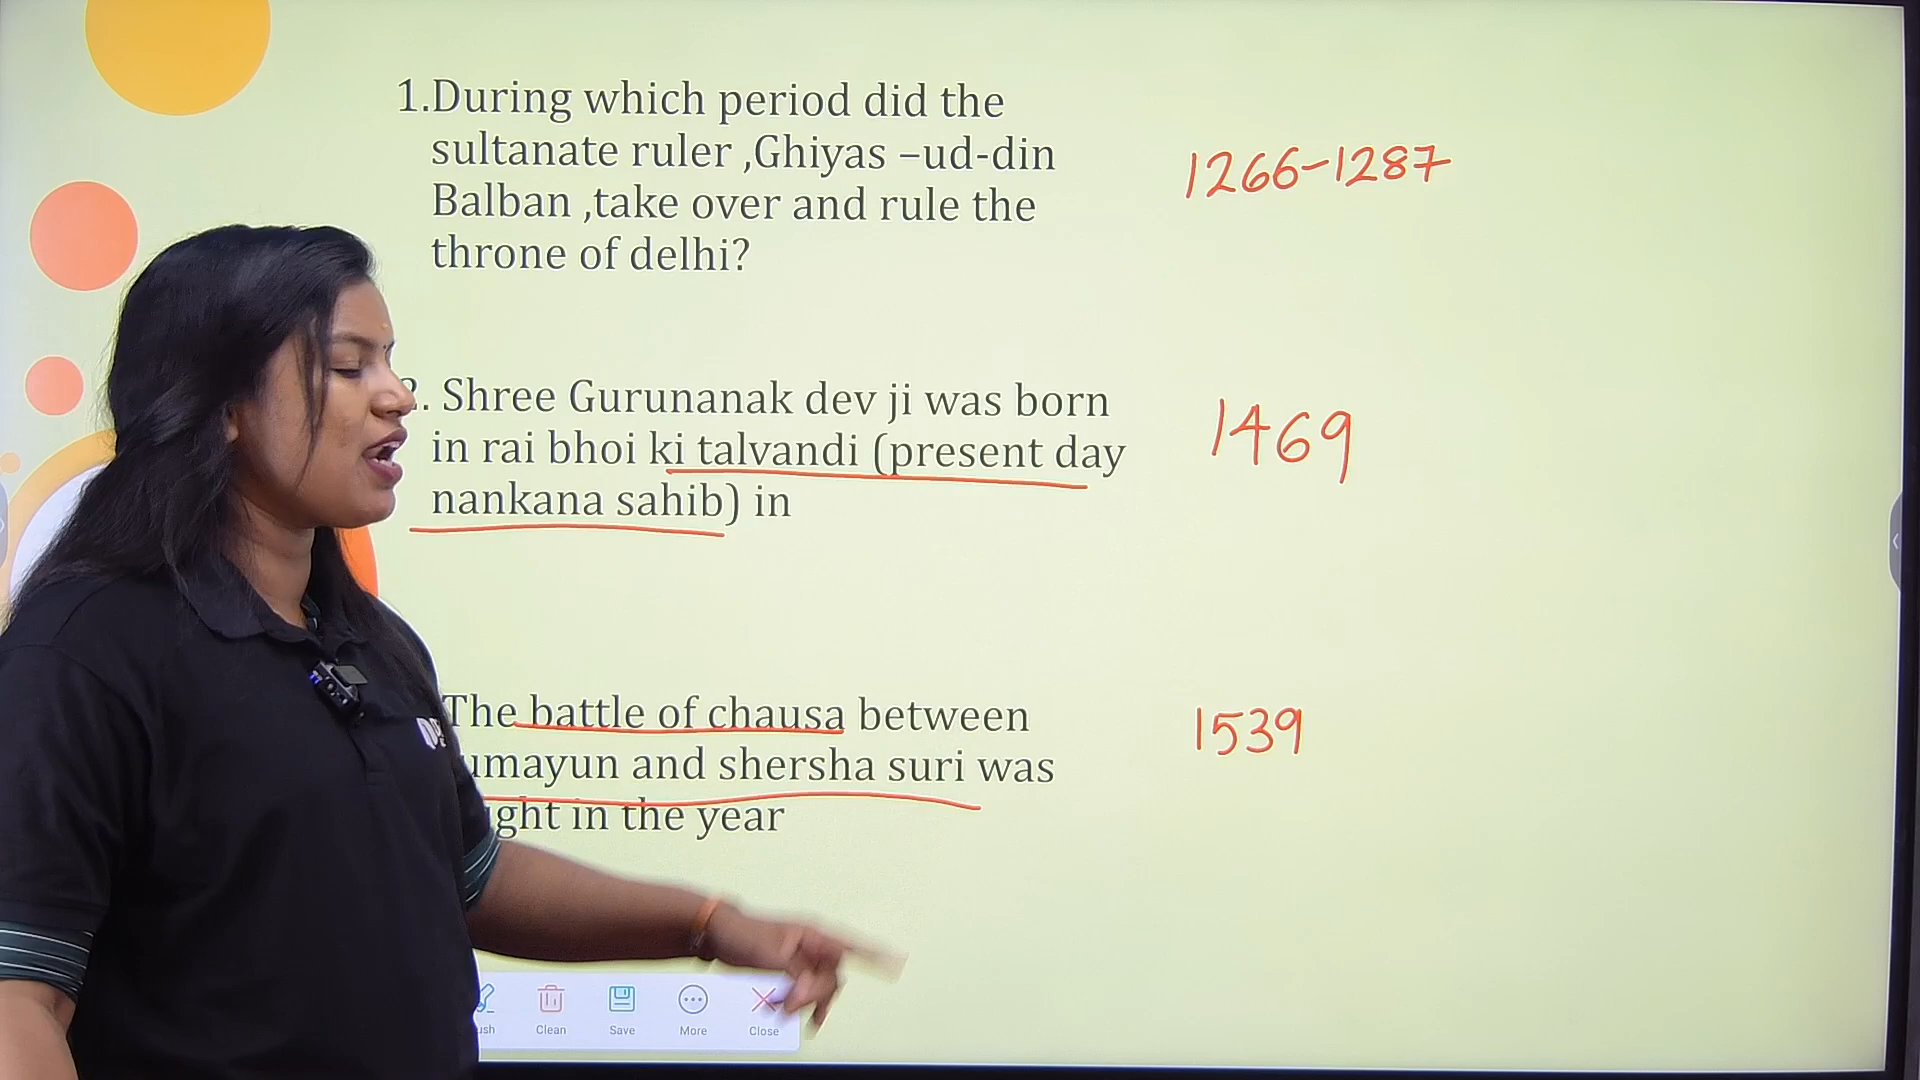 1.During which period did the
sultanate ruler ,Ghiyas –ud-din
Balban ,take over and rule the
throne of delhi?
1266-1287
2. Shree Gurunanak dev ji was born
in rai bhoi ki talvandi (present day
nankana sahib) in
1469
The battle of chausa between
umayun and shersha suri was
ght in the year
1539
ush Clean Save More Close